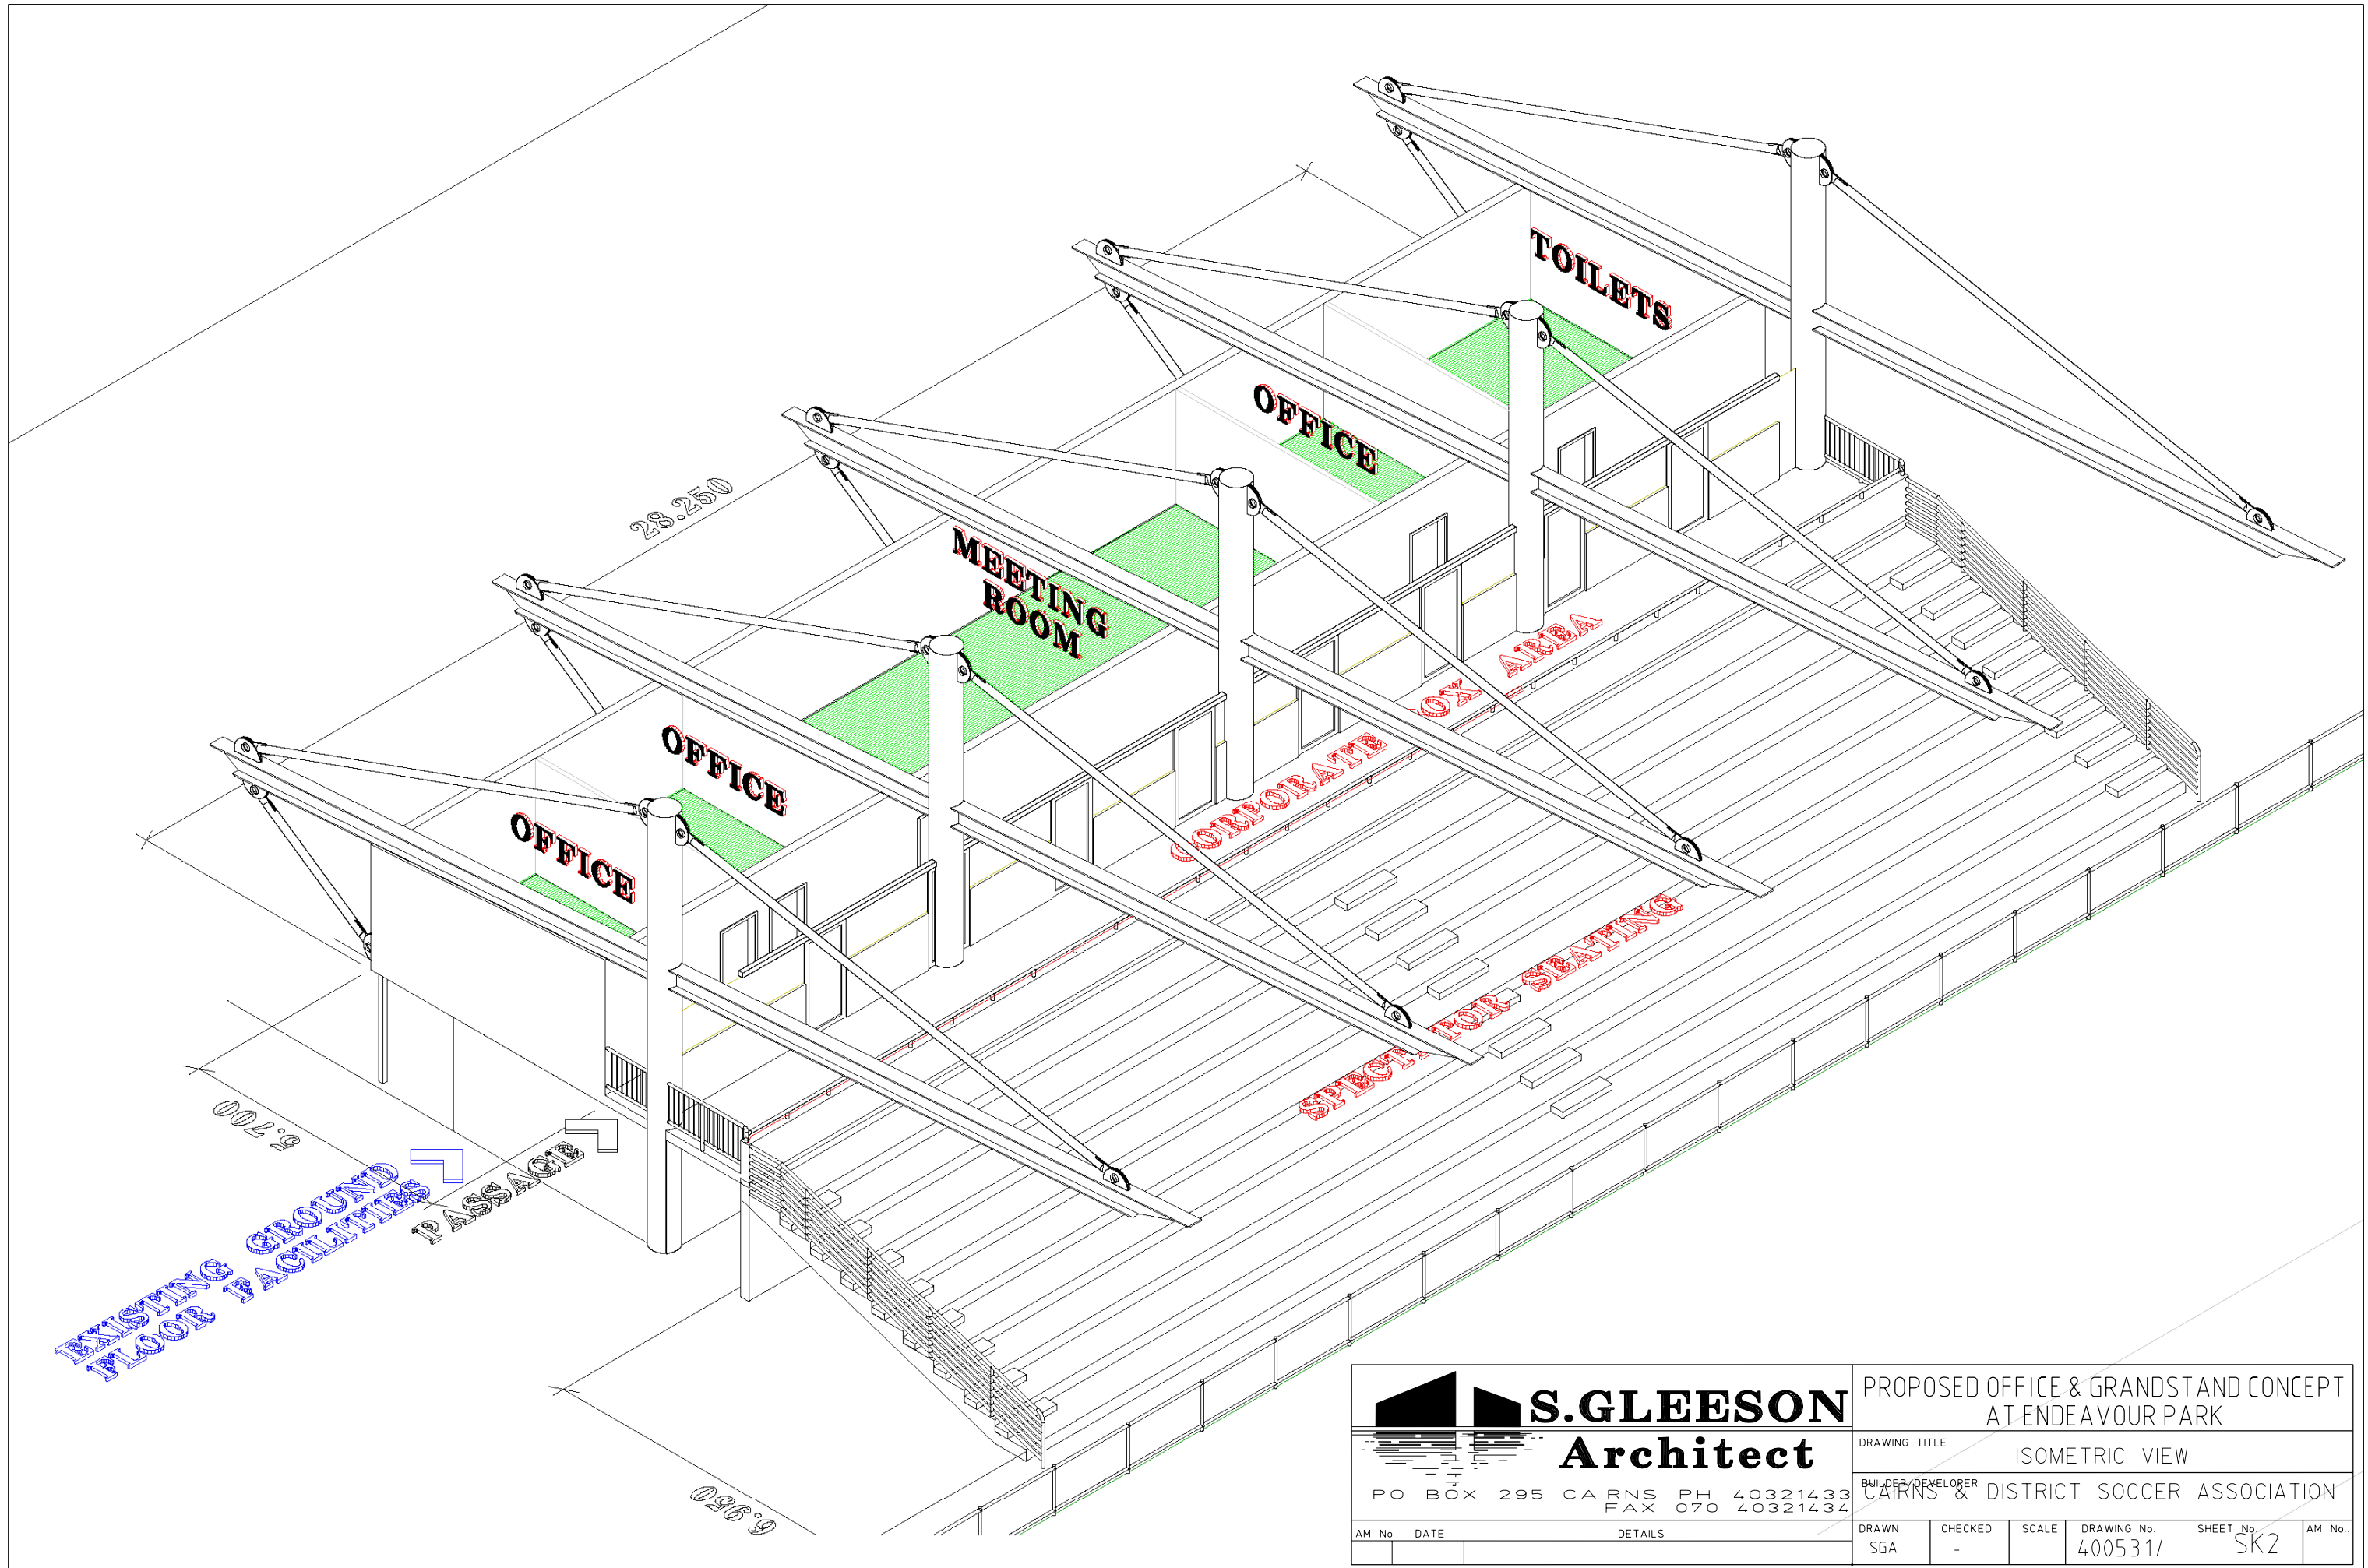 TOILETS
OFFICE
28.250
MEETING
ROOM
OFFICE
OFFICE
CORPORATE BOX AREA
SPECTATOR SEATING
5.700
EXISTING GROUND
FLOOR FACILITIES
PASSAGE
6.950
S.GLEESON
Architect
PO BOX 295 CAIRNS PH 40321433
FAX 070 40321434
PROPOSED OFFICE & GRANDSTAND CONCEPT
AT ENDEAVOUR PARK
DRAWING TITLE
ISOMETRIC VIEW
BUILDER/DEVELOPER
CAIRNS & DISTRICT SOCCER ASSOCIATION
AM No DATE DETAILS
DRAWN CHECKED SCALE DRAWING No. SHEET No. AM No.
SGA - 400531/ SK2